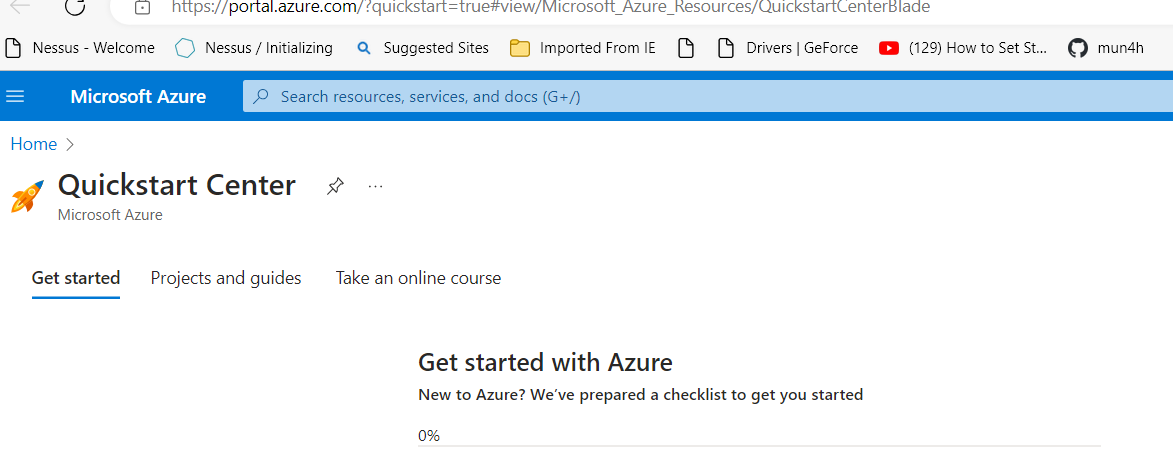 https://portal.azure.com/?quickstart=true#view/Microsoft_Azure_Resources/QuickstartCenterBlade
Nessus - Welcome Nessus / Initializing Suggested Sites Imported From IE Drivers | GeForce (129) How to Set St... mun4h
Microsoft Azure Search resources, services, and docs (G+/)
Home >
Quickstart Center ...
Microsoft Azure
Get started Projects and guides Take an online course
Get started with Azure
New to Azure? We’ve prepared a checklist to get you started
0%